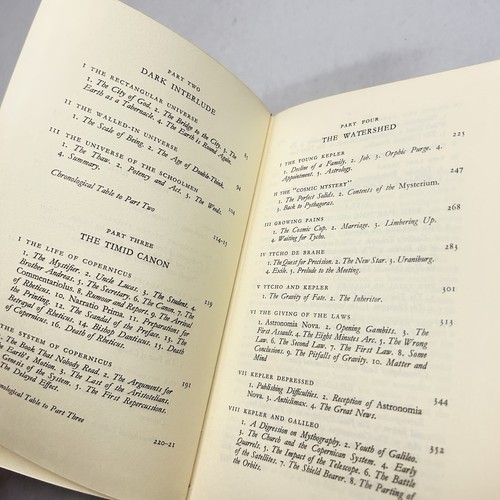 PART TWO
DARK INTERLUDE
I THE RECTANGULAR UNIVERSE
1. The City of God. 2. The Bridge to the City. 3. The
Earth as a Tabernacle. 4. The Earth is Round Again.
II THE WALLED-IN UNIVERSE
1. The Scale of Being. 2. The Age of Double-Think. 94
III THE UNIVERSE OF THE SCHOOLMEN
1. The Thaw. 2. Potency and Act. 3. The Weeds. 104
4. Summary.
Chronological Table to Part Two 114-15
PART THREE
THE TIMID CANON
I THE LIFE OF COPERNICUS 119
1. The Mystifier. 2. Uncle Lucas. 3. The Student. 4.
Brother Andreas. 5. The Secretary. 6. The Canon. 7. The
Commentariolus. 8. Rumour and Report. 9. The Arrival
of Rheticus. 10. Narratio Prima. 11. Preparations for
the Printing. 12. The Scandal of the Preface. 13. The
Betrayal of Rheticus. 14. Bishop Dantiscus. 15. Death
of Copernicus. 16. Death of Rheticus.
THE SYSTEM OF COPERNICUS 191
The Book That Nobody Read. 2. The Arguments for
Earth's Motion. 3. The Last of the Aristotelians.
Genesis of the System. 5. The First Repercussions.
The Delayed Effect.
nological Table to Part Three 220-21
PART FOUR
THE WATERSHED
I THE YOUNG KEPLER 225
1. Decline of a Family. 2. Job. 3. Orphic Purge. 4.
Appointment. 5. Astrology.
II THE "COSMIC MYSTERY" 247
1. The Perfect Solids. 2. Contents of the Mysterium.
3. Back to Pythagoras.
III GROWING PAINS 268
1. The Cosmic Cup. 2. Marriage. 3. Limbering Up.
4. Waiting for Tycho.
IV TYCHO DE BRAHE 283
1. The Quest for Precision. 2. The New Star. 3. Uraniburg.
4. Exile. 5. Prelude to the Meeting.
V TYCHO AND KEPLER 301
1. The Gravity of Fate. 2. The Inheritor.
VI THE GIVING OF THE LAWS 313
1. Astronomia Nova. 2. Opening Gambits. 3. The
First Assault. 4. The Eight Minutes Arc. 5. The Wrong
Law. 6. The Second Law. 7. The First Law. 8. Some
Conclusions. 9. The Pitfalls of Gravity. 10. Matter and
Mind
VII KEPLER DEPRESSED 344
1. Publishing Difficulties. 2. Reception of Astronomia
Nova. 3. Anticlimax. 4. The Great News.
VIII KEPLER AND GALILEO 352
1. A Digression on Mythography. 2. Youth of Galileo.
3. The Church and the Copernican System. 4. Early
Quarrels. 5. The Impact of the Telescope. 6. The Battle
of the Satellites. 7. The Shield Bearer. 8. The Parting of
the Orbits.